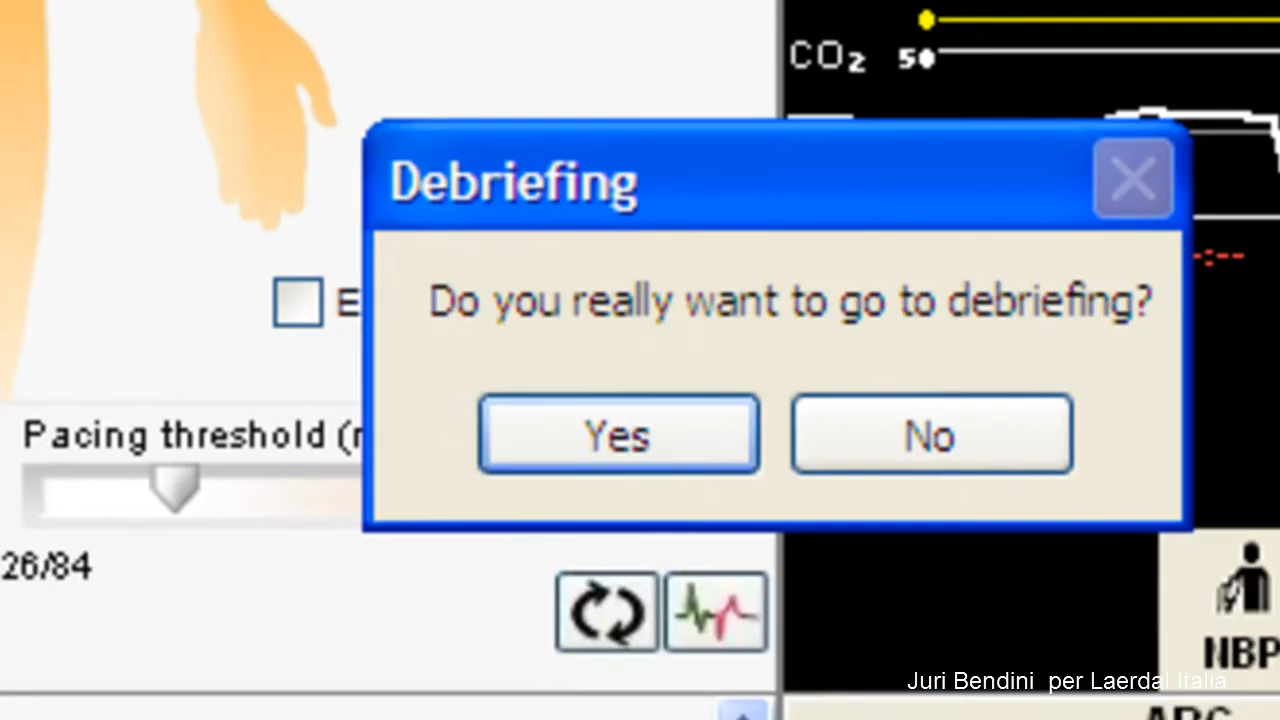 CO₂ 50
Debriefing
Do you really want to go to debriefing?
Yes
No
Pacing threshold
26/84
NBP
Juri Bendini per Laerdal Italia